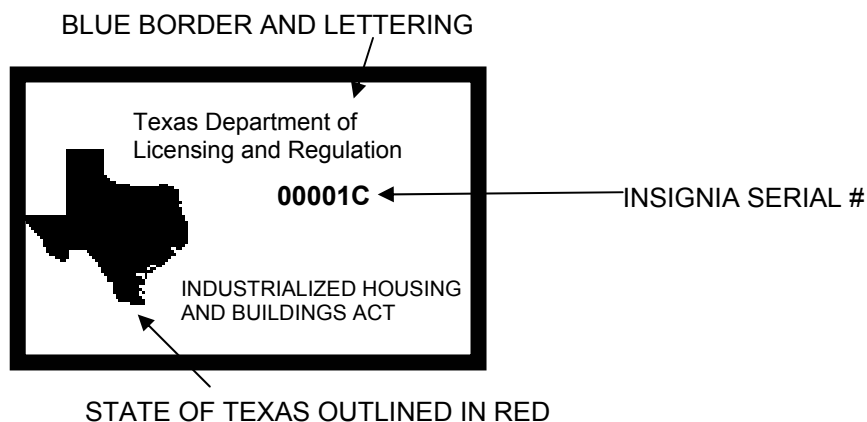 BLUE BORDER AND LETTERING
Texas Department of
Licensing and Regulation
00001C
INSIGNIA SERIAL #
INDUSTRIALIZED HOUSING
AND BUILDINGS ACT
STATE OF TEXAS OUTLINED IN RED